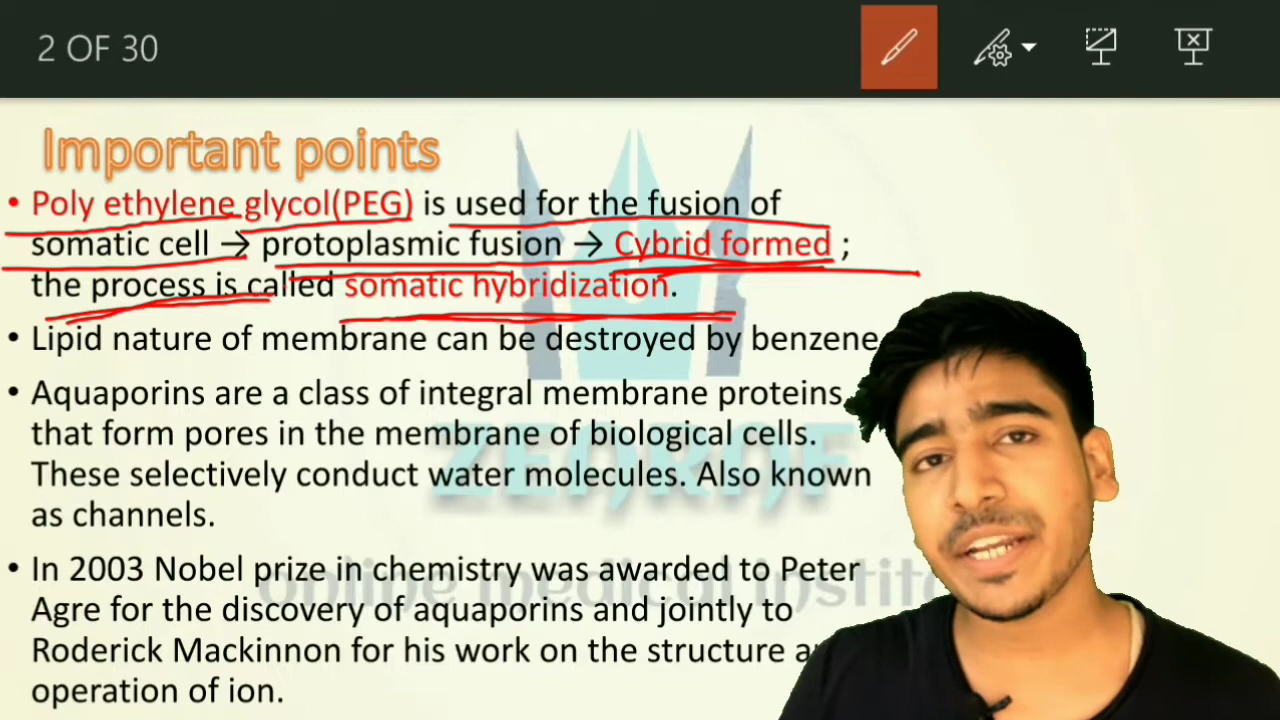 2 OF 30
Important points
• Poly ethylene glycol(PEG) is used for the fusion of
somatic cell → protoplasmic fusion → Cybrid formed ;
the process is called somatic hybridization.
• Lipid nature of membrane can be destroyed by benzene
• Aquaporins are a class of integral membrane proteins
that form pores in the membrane of biological cells.
These selectively conduct water molecules. Also known
as channels.
• In 2003 Nobel prize in chemistry was awarded to Peter
Agre for the discovery of aquaporins and jointly to
Roderick Mackinnon for his work on the structure
operation of ion.
online medical